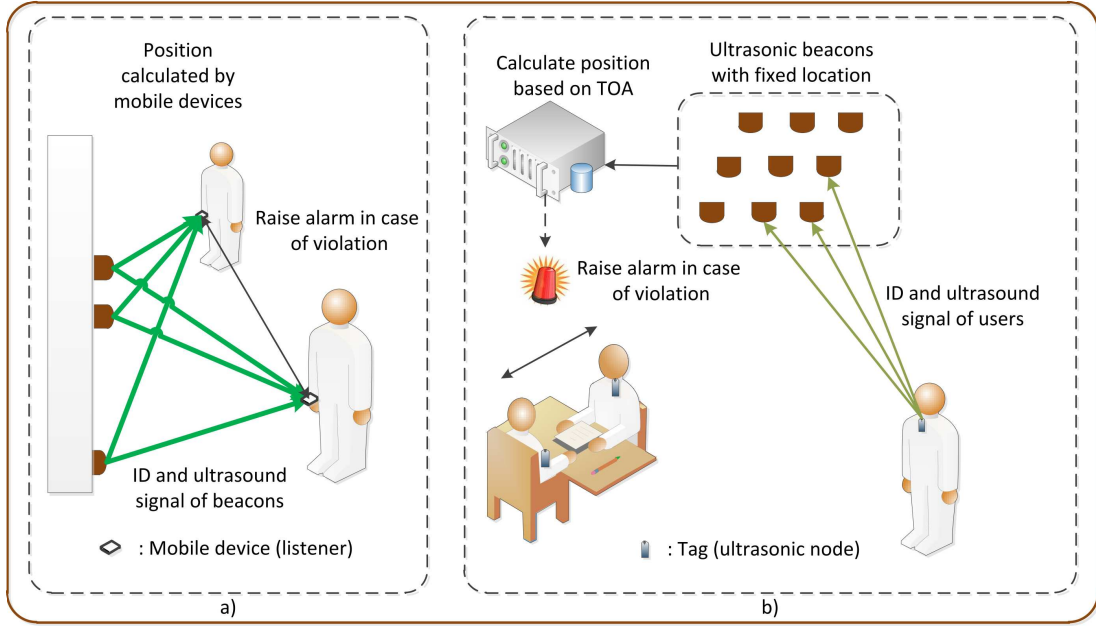 Position
calculated by
mobile devices
Raise alarm in case
of violation
ID and ultrasound
signal of beacons
: Mobile device (listener)
a)
Calculate position
based on TOA
Ultrasonic beacons
with fixed location
Raise alarm in case
of violation
ID and ultrasound
signal of users
: Tag (ultrasonic node)
b)